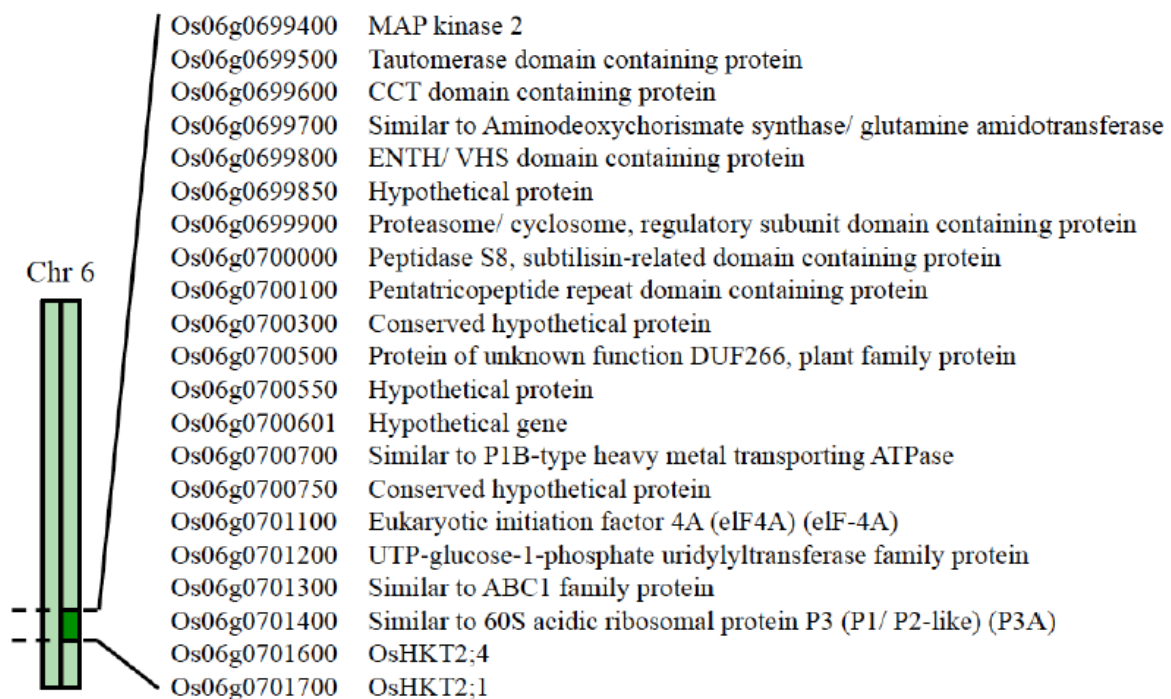 Os06g0699400 MAP kinase 2
Os06g0699500 Tautomerase domain containing protein
Os06g0699600 CCT domain containing protein
Os06g0699700 Similar to Aminodeoxychorismate synthase/ glutamine amidotransferase
Os06g0699800 ENTH/ VHS domain containing protein
Os06g0699850 Hypothetical protein
Os06g0699900 Proteasome/ cyclosome, regulatory subunit domain containing protein
Os06g0700000 Peptidase S8, subtilisin-related domain containing protein
Chr 6
Os06g0700100 Pentatricopeptide repeat domain containing protein
Os06g0700300 Conserved hypothetical protein
Os06g0700500 Protein of unknown function DUF266, plant family protein
Os06g0700550 Hypothetical protein
Os06g0700601 Hypothetical gene
Os06g0700700 Similar to P1B-type heavy metal transporting ATPase
Os06g0700750 Conserved hypothetical protein
Os06g0701100 Eukaryotic initiation factor 4A (elF4A) (elF-4A)
Os06g0701200 UTP-glucose-1-phosphate uridylyltransferase family protein
Os06g0701300 Similar to ABC1 family protein
Os06g0701400 Similar to 60S acidic ribosomal protein P3 (P1/ P2-like) (P3A)
Os06g0701600 OsHKT2;4
Os06g0701700 OsHKT2;1